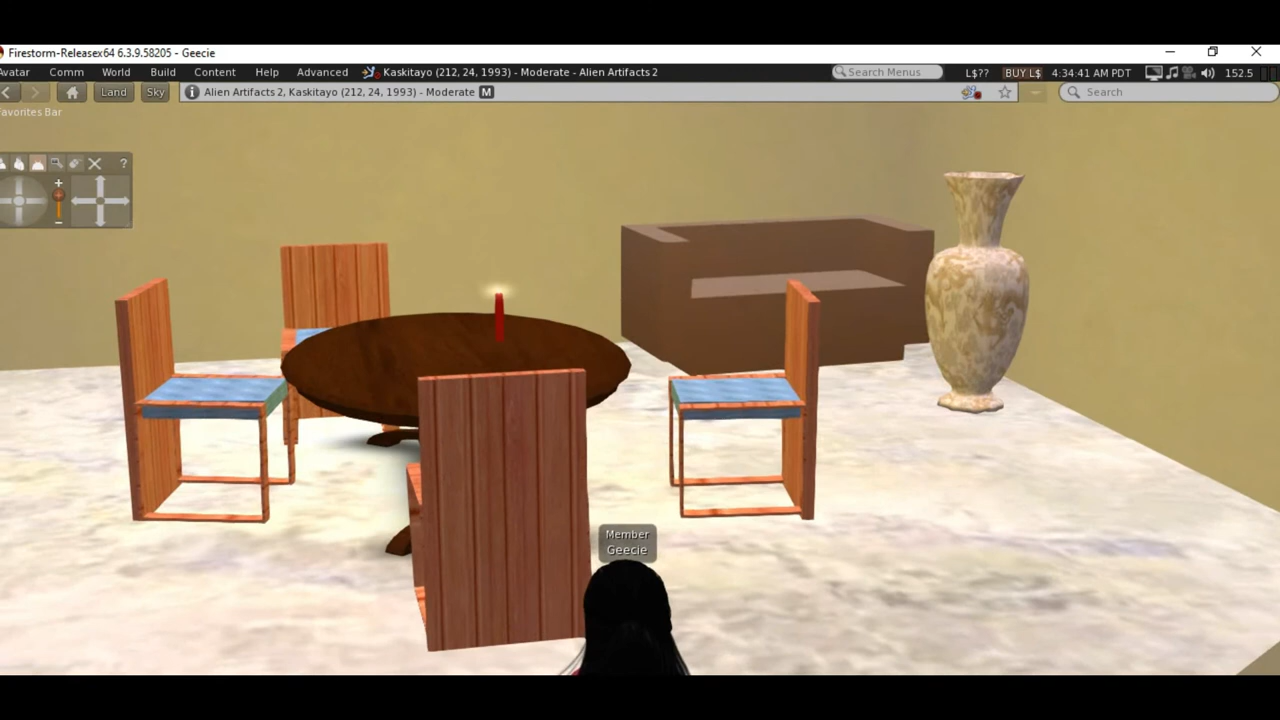 Firestorm-Releasex64 6.3.9.58205 - Geecie
Avatar Comm World Build Content Help Advanced Kaskitayo (212, 24, 1993) - Moderate - Alien Artifacts 2 Search Menus L$?? BUY L$ 4:34:41 AM PDT 152.5
Land Sky Alien Artifacts 2, Kaskitayo (212, 24, 1993) - Moderate M Search
Favorites Bar
?
Member
Geecie